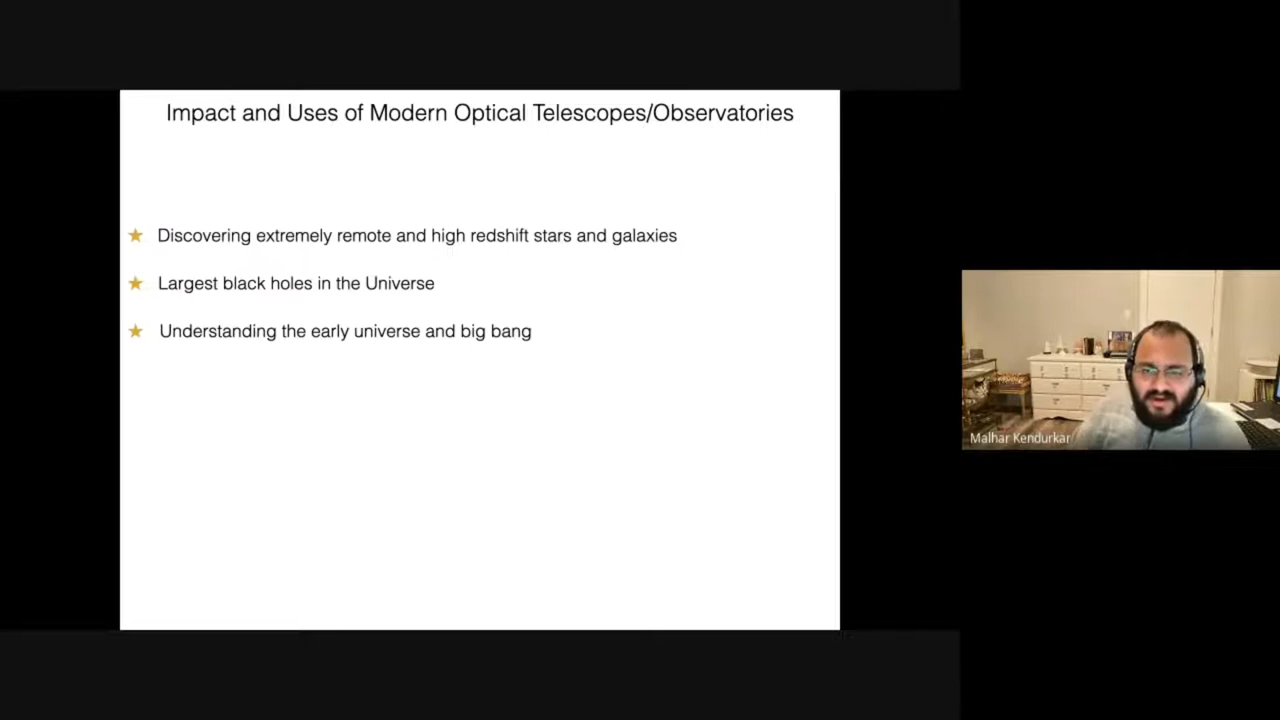 Impact and Uses of Modern Optical Telescopes/Observatories
Discovering extremely remote and high redshift stars and galaxies
Largest black holes in the Universe
Understanding the early universe and big bang
Malhar Kendurkar